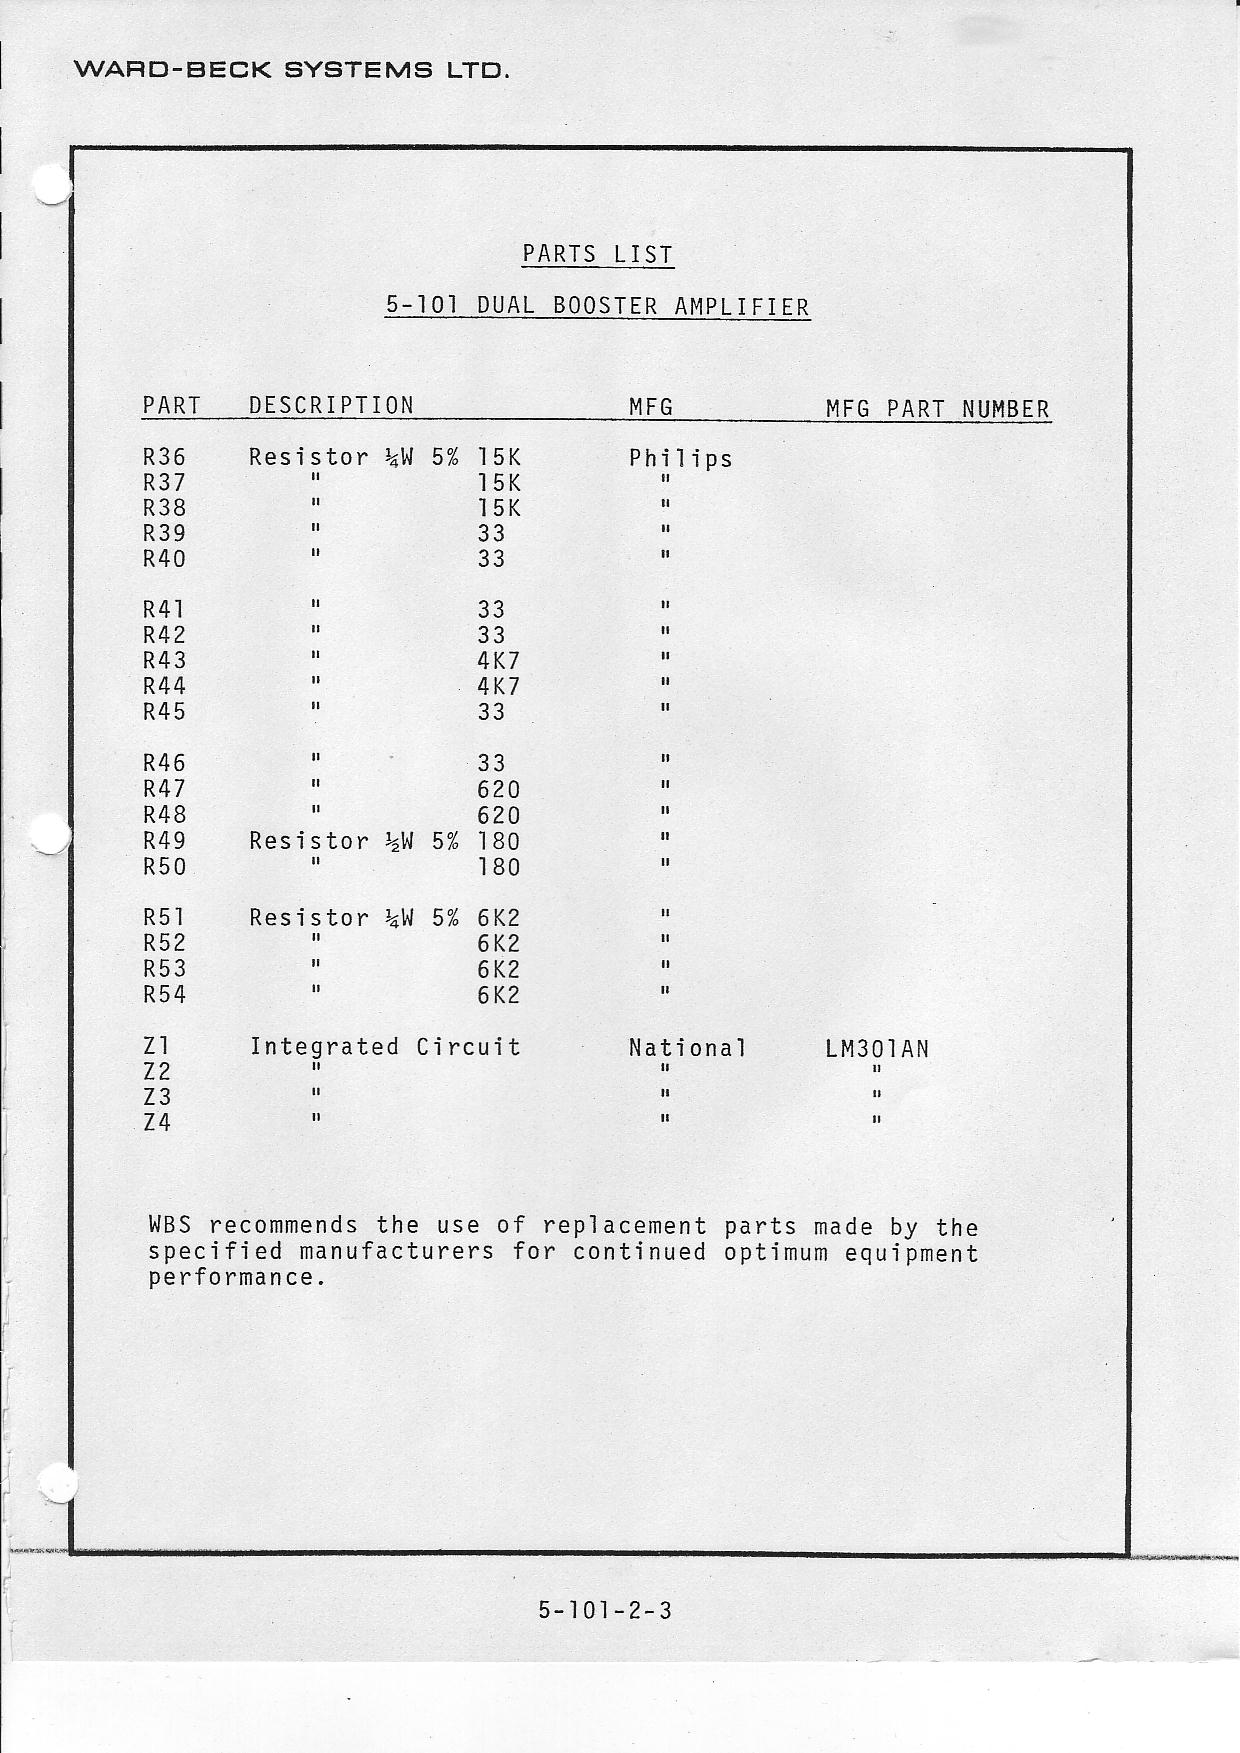 WARD-BECK SYSTEMS LTD.
PARTS LIST
5-101 DUAL BOOSTER AMPLIFIER
PART DESCRIPTION MFG MFG PART NUMBER
R36 Resistor ¼W 5% 15K Philips
R37 " 15K "
R38 " 15K "
R39 " 33 "
R40 " 33 "
R41 " 33 "
R42 " 33 "
R43 " 4K7 "
R44 " 4K7 "
R45 " 33 "
R46 " 33 "
R47 " 620 "
R48 " 620 "
R49 Resistor ½W 5% 180 "
R50 " 180 "
R51 Resistor ¼W 5% 6K2 "
R52 " 6K2 "
R53 " 6K2 "
R54 " 6K2 "
Z1 Integrated Circuit National LM301AN
Z2 " " "
Z3 " " "
Z4 " " "
WBS recommends the use of replacement parts made by the
specified manufacturers for continued optimum equipment
performance.
5-101-2-3